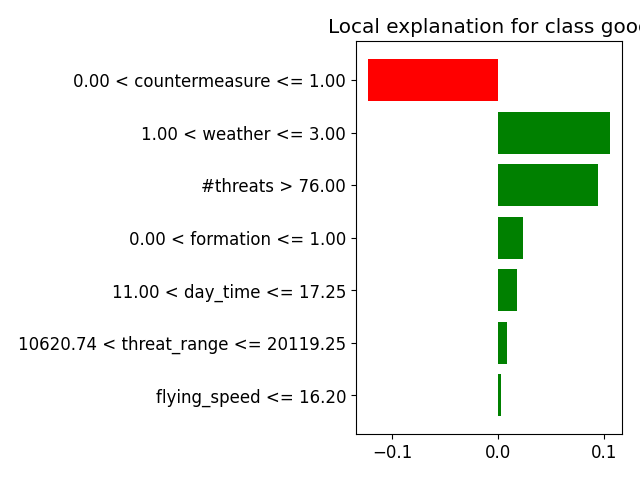 Local explanation for class good
0.00 < countermeasure <= 1.00
1.00 < weather <= 3.00
#threats > 76.00
0.00 < formation <= 1.00
11.00 < day_time <= 17.25
10620.74 < threat_range <= 20119.25
flying_speed <= 16.20
−0.1 0.0 0.1